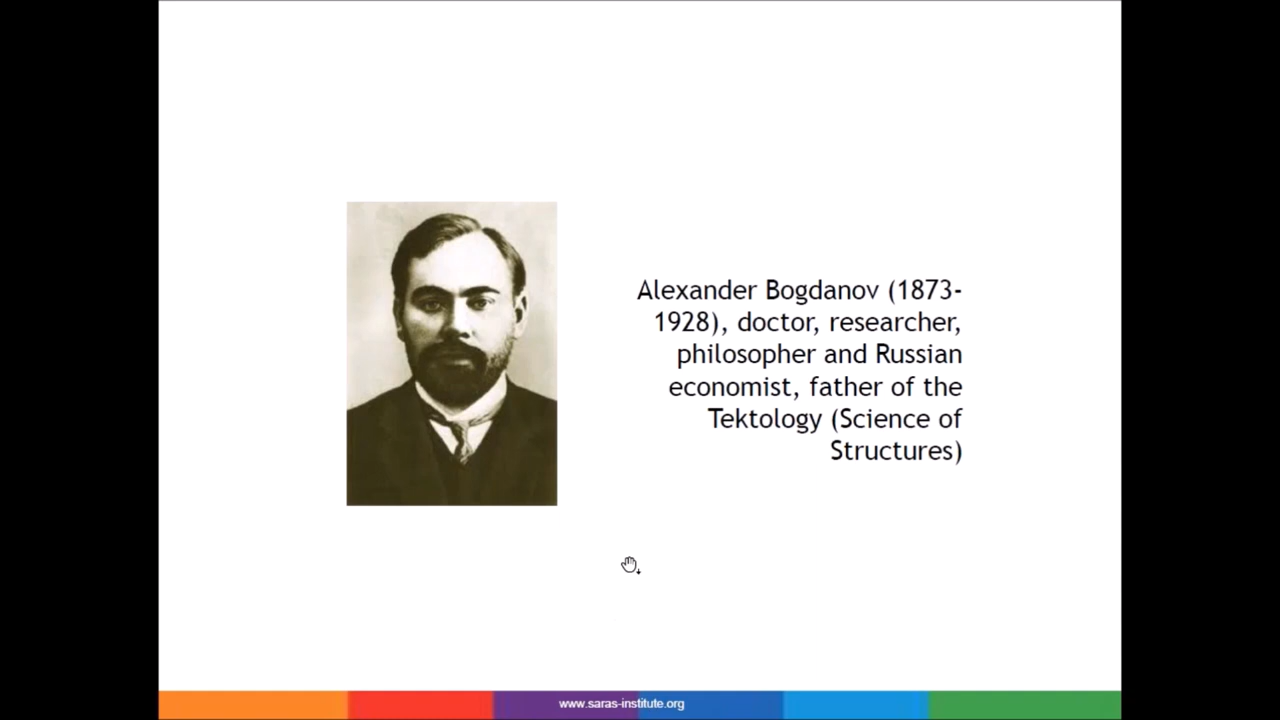 Alexander Bogdanov (1873-
1928), doctor, researcher,
philosopher and Russian
economist, father of the
Tektology (Science of
Structures)
www.saras-institute.org